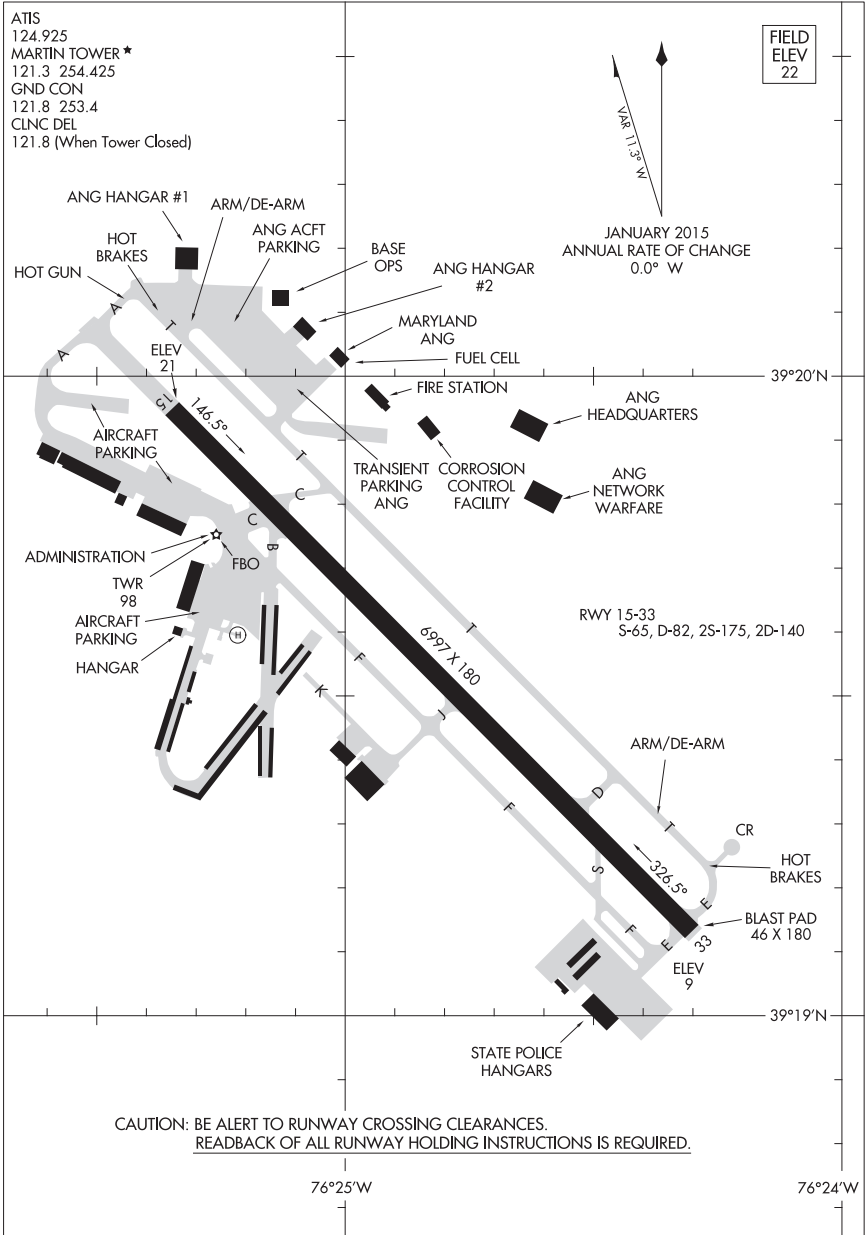 ATIS
124.925
MARTIN TOWER★
121.3 254.425
GND CON
121.8 253.4
CLNC DEL
121.8 (When Tower Closed)
FIELD
ELEV
22
VAR 11.3° W
JANUARY 2015
ANNUAL RATE OF CHANGE
0.0° W
ANG HANGAR #1
ARM/DE-ARM
ANG ACFT
PARKING
HOT
BRAKES
HOT GUN
BASE
OPS
ANG HANGAR
#2
MARYLAND
ANG
FUEL CELL
A
A
T
ELEV
21
39°20'N
FIRE STATION
15
146.5°
ANG
HEADQUARTERS
AIRCRAFT
PARKING
T
TRANSIENT
PARKING
ANG
CORROSION
CONTROL
FACILITY
ANG
NETWORK
WARFARE
C
C
B
ADMINISTRATION
FBO
TWR
98
AIRCRAFT
PARKING
HANGAR
H
RWY 15-33
S-65, D-82, 2S-175, 2D-140
T
6997 X 180
F
K
J
ARM/DE-ARM
D
F
T
CR
S
326.5°
HOT
BRAKES
E
BLAST PAD
46 X 180
F
E
33
ELEV
9
39°19'N
STATE POLICE
HANGARS
CAUTION: BE ALERT TO RUNWAY CROSSING CLEARANCES.
READBACK OF ALL RUNWAY HOLDING INSTRUCTIONS IS REQUIRED.
76°25'W
76°24'W